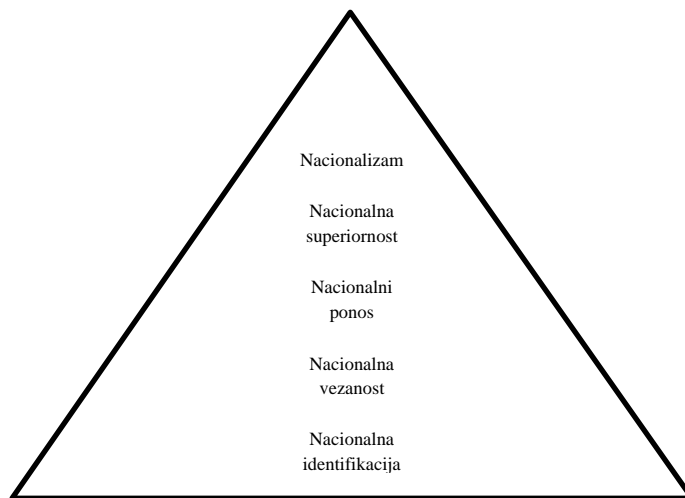 Nacionalizam
Nacionalna
superiornost
Nacionalni
ponos
Nacionalna
vezanost
Nacionalna
identifikacija